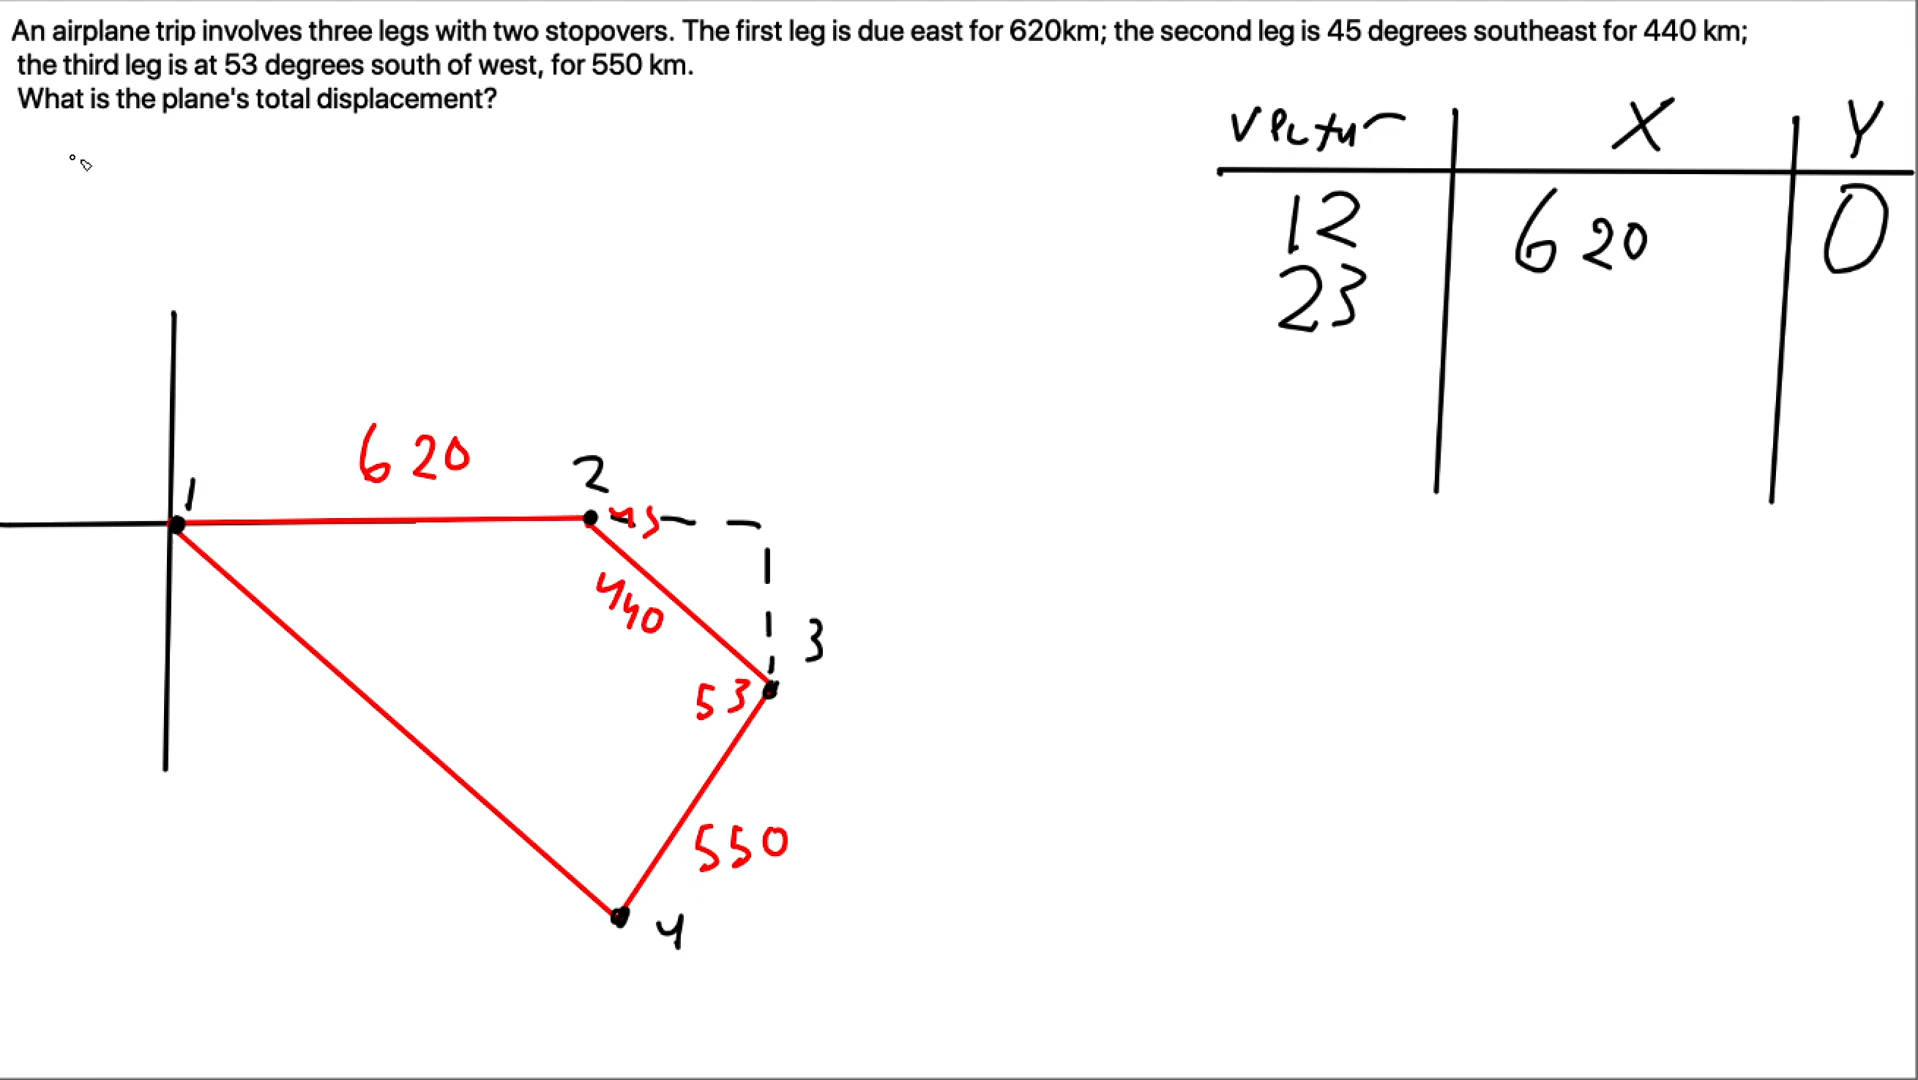 An airplane trip involves three legs with two stopovers. The first leg is due east for 620km; the second leg is 45 degrees southeast for 440 km;
the third leg is at 53 degrees south of west, for 550 km.
What is the plane's total displacement?
vector X Y
12 620 0
23
620
1
2
45
440
3
53
550
4